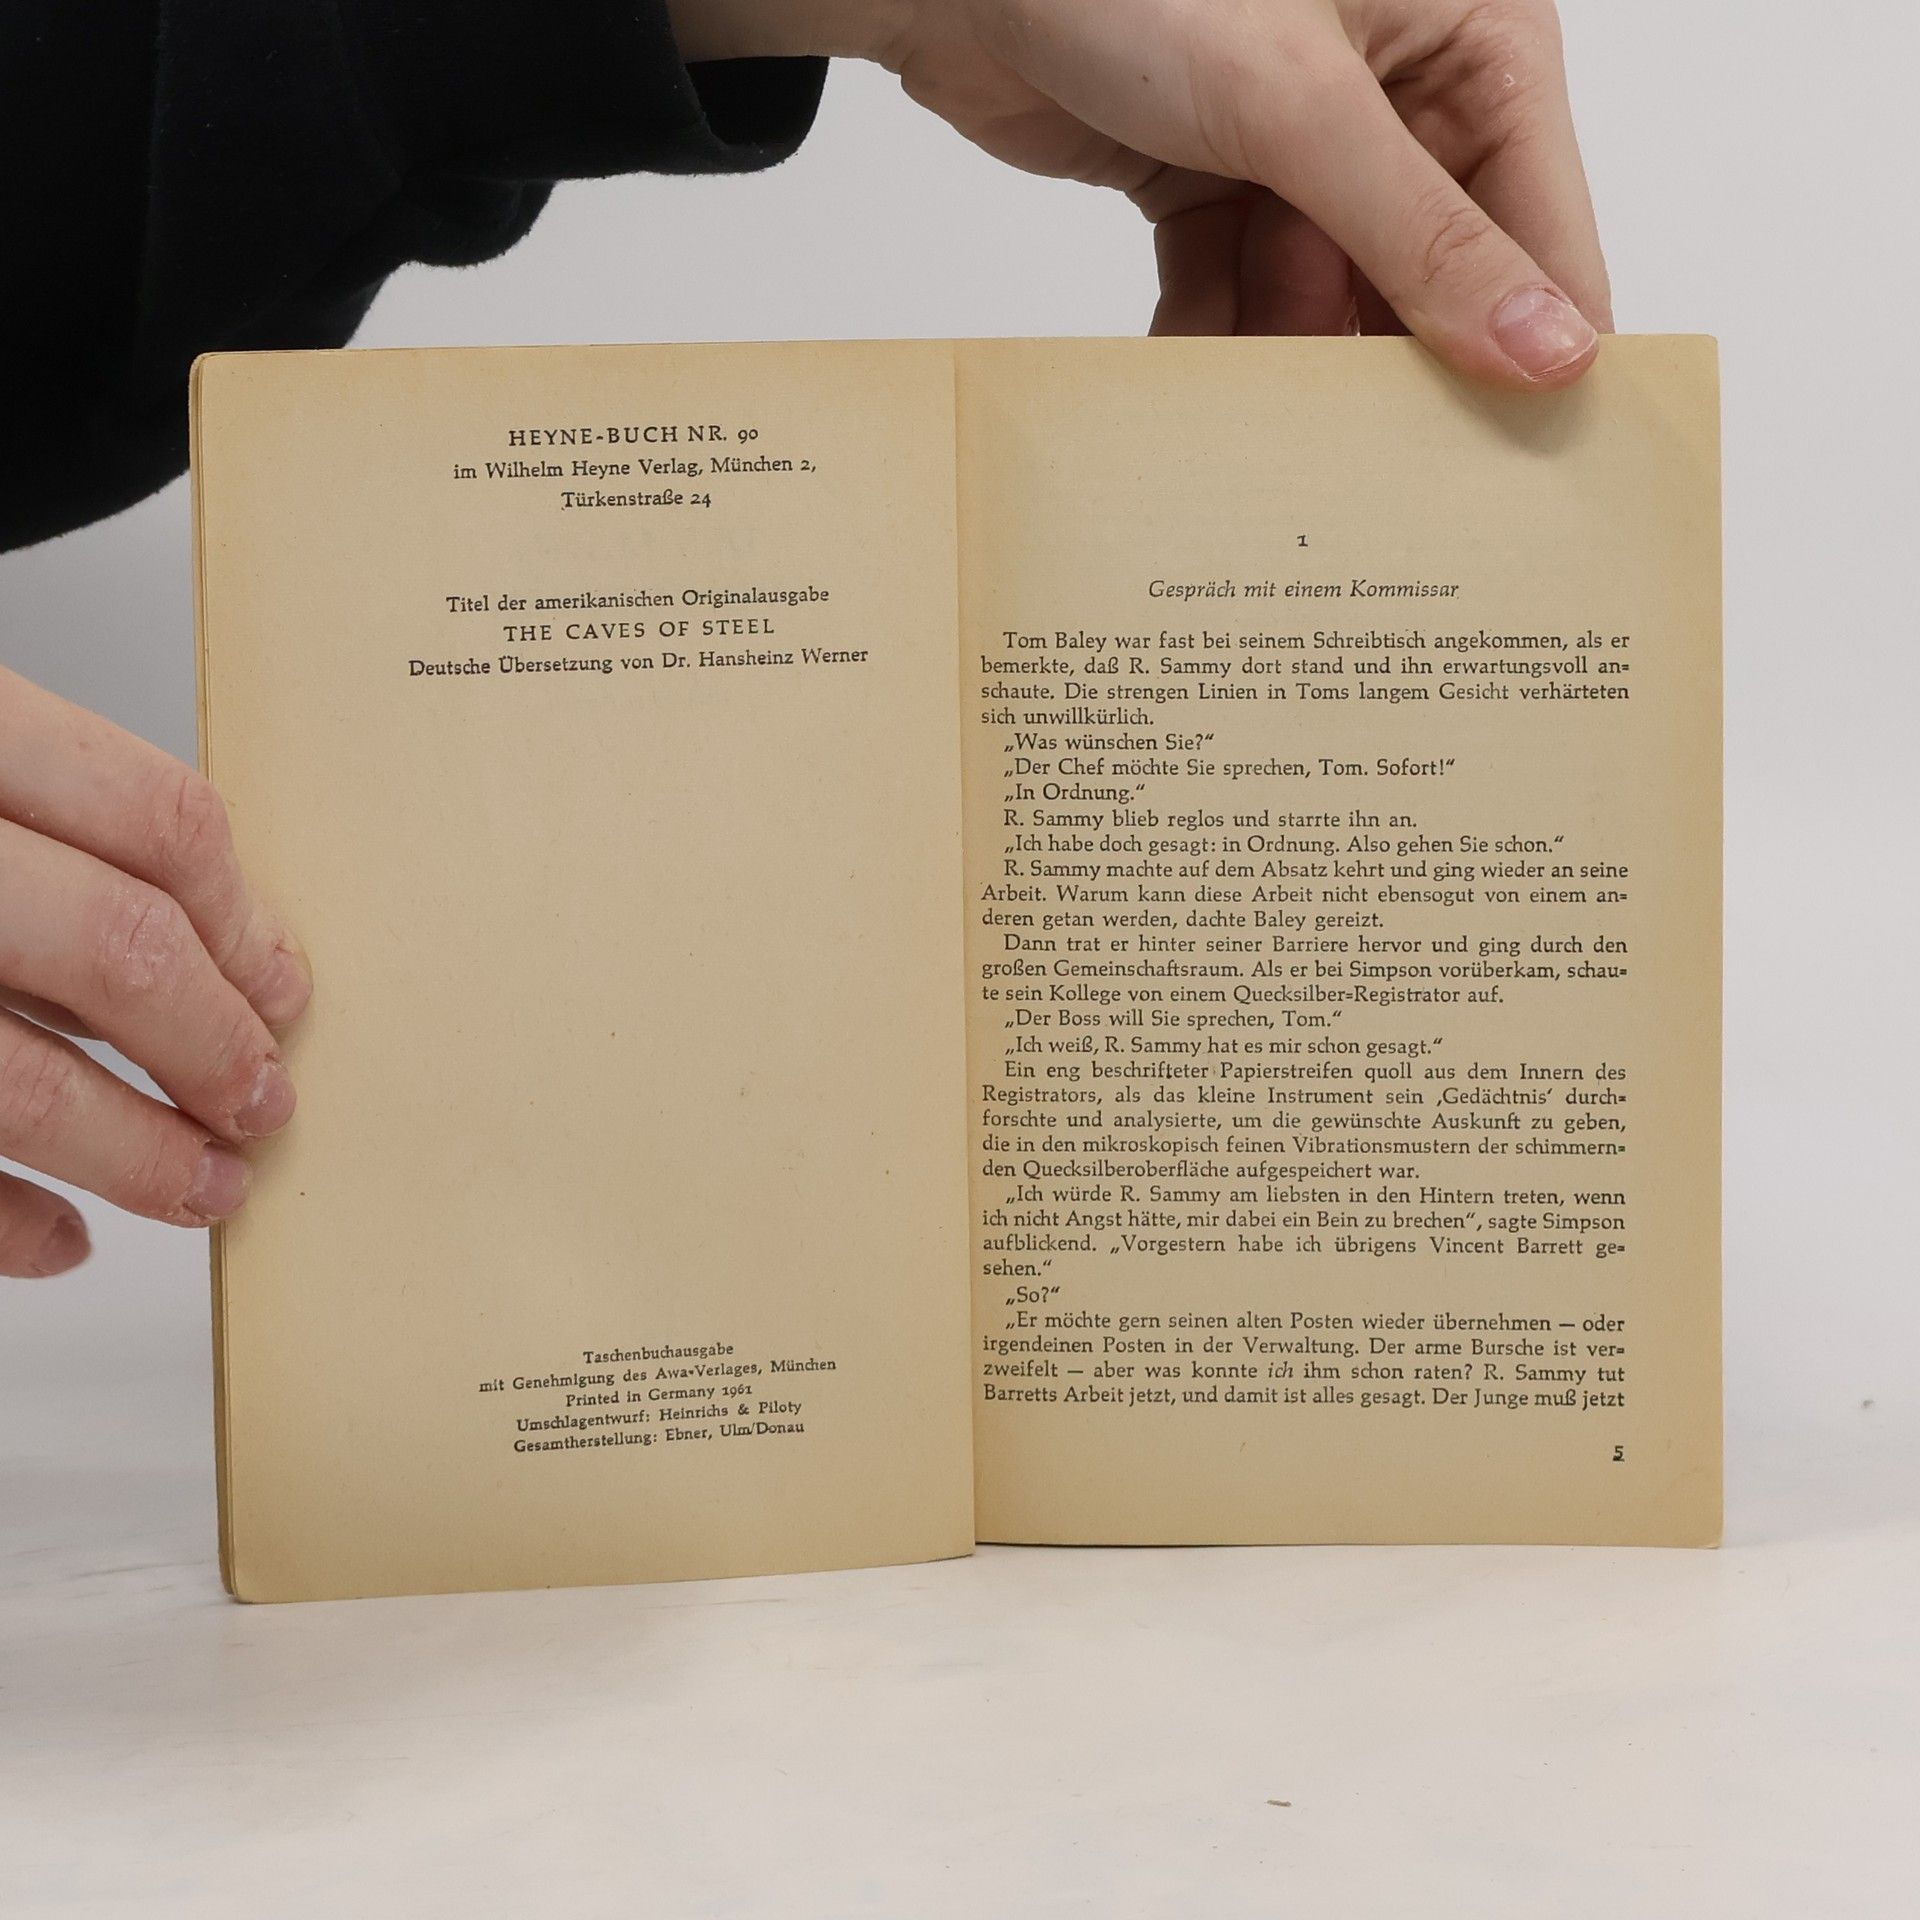 HEYNE-BUCH NR. 90
im Wilhelm Heyne Verlag, München 2,
Türkenstraße 24
Titel der amerikanischen Originalausgabe
THE CAVES OF STEEL
Deutsche Übersetzung von Dr. Hansheinz Werner
Taschenbuchausgabe
mit Genehmlgung des Awa-Verlages, München
Printed in Germany 1961
Umschlagentwurf: Heinrichs & Piloty
Gesamtherstellung: Ebner, Ulm/Donau
1
Gespräch mit einem Kommissar
Tom Baley war fast bei seinem Schreibtisch angekommen, als er
bemerkte, daß R. Sammy dort stand und ihn erwartungsvoll an=
schaute. Die strengen Linien in Toms langem Gesicht verhärteten
sich unwillkürlich.
„Was wünschen Sie?“
„Der Chef möchte Sie sprechen, Tom. Sofort!“
„In Ordnung.“
R. Sammy blieb reglos und starrte ihn an.
„Ich habe doch gesagt: in Ordnung. Also gehen Sie schon.“
R. Sammy machte auf dem Absatz kehrt und ging wieder an seine
Arbeit. Warum kann diese Arbeit nicht ebensogut von einem an=
deren getan werden, dachte Baley gereizt.
Dann trat er hinter seiner Barriere hervor und ging durch den
großen Gemeinschaftsraum. Als er bei Simpson vorüberkam, schau=
te sein Kollege von einem Quecksilber=Registrator auf.
„Der Boss will Sie sprechen, Tom.“
„Ich weiß, R. Sammy hat es mir schon gesagt.“
Ein eng beschrifteter Papierstreifen quoll aus dem Innern des
Registrators, als das kleine Instrument sein ‚Gedächtnis‘ durch=
forschte und analysierte, um die gewünschte Auskunft zu geben,
die in den mikroskopisch feinen Vibrationsmustern der schimmern=
den Quecksilberoberfläche aufgespeichert war.
„Ich würde R. Sammy am liebsten in den Hintern treten, wenn
ich nicht Angst hätte, mir dabei ein Bein zu brechen“, sagte Simpson
aufblickend. „Vorgestern habe ich übrigens Vincent Barrett ge=
sehen.“
„So?“
„Er möchte gern seinen alten Posten wieder übernehmen — oder
irgendeinen Posten in der Verwaltung. Der arme Bursche ist ver=
zweifelt — aber was konnte ich ihm schon raten? R. Sammy tut
Barretts Arbeit jetzt, und damit ist alles gesagt. Der Junge muß jetzt
5